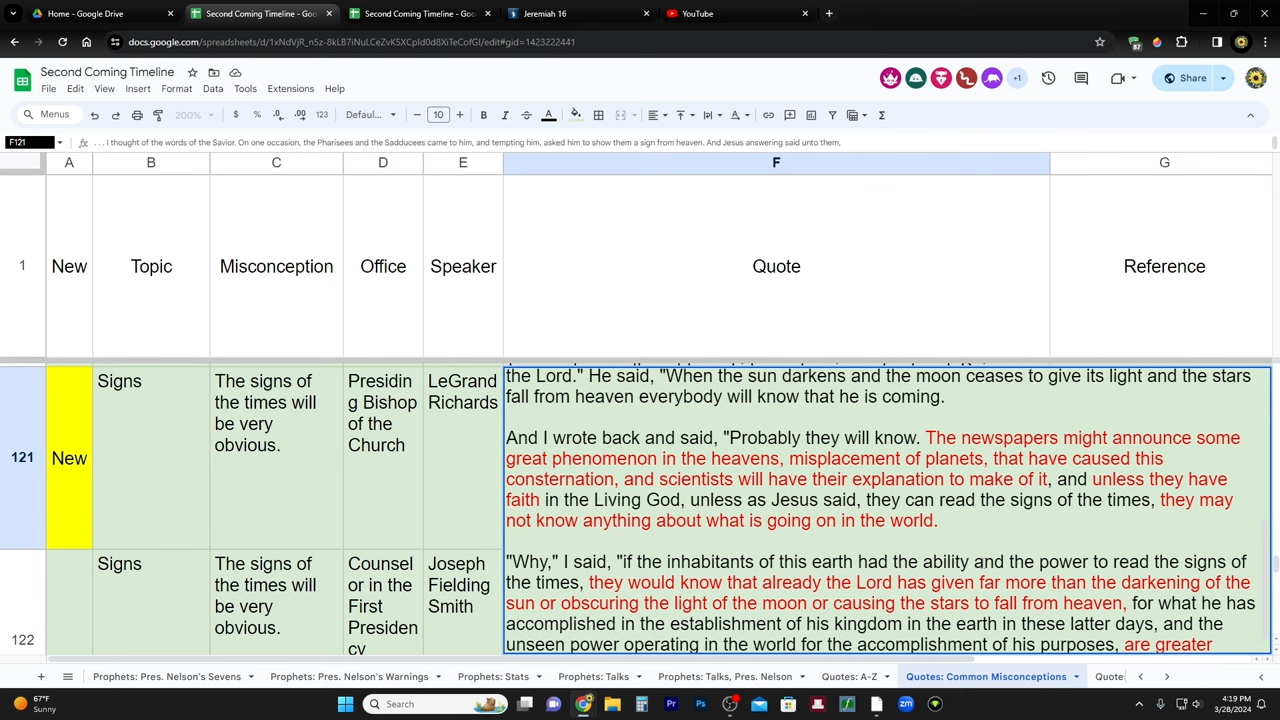 Home - Google Drive
Second Coming Timeline - Goo
Second Coming Timeline - Goo
Jeremiah 16
YouTube
docs.google.com/spreadsheets/d/1xNdVjR_n5z-8kLB7iNuLCeZvK5XCpId0d8XiTeCofGI/edit#gid=1423222441
87
Second Coming Timeline
File Edit View Insert Format Data Tools Extensions Help
+1
Share
Menus
200%
$ % .0 .00 123
Defaul...
10
B I A
F121
. . . I thought of the words of the Savior. On one occasion, the Pharisees and the Sadducees came to him, and tempting him, asked him to show them a sign from heaven. And Jesus answering said unto them,
A B C D E F G
1 New Topic Misconception Office Speaker Quote Reference
121
New
Signs
The signs of
the times will
be very
obvious.
Presidin
g Bishop
of the
Church
LeGrand
Richards
the Lord." He said, "When the sun darkens and the moon ceases to give its light and the stars
fall from heaven everybody will know that he is coming.
And I wrote back and said, "Probably they will know. The newspapers might announce some
great phenomenon in the heavens, misplacement of planets, that have caused this
consternation, and scientists will have their explanation to make of it, and unless they have
faith in the Living God, unless as Jesus said, they can read the signs of the times, they may
not know anything about what is going on in the world.
"Why," I said, "if the inhabitants of this earth had the ability and the power to read the signs of
the times, they would know that already the Lord has given far more than the darkening of the
sun or obscuring the light of the moon or causing the stars to fall from heaven, for what he has
accomplished in the establishment of his kingdom in the earth in these latter days, and the
unseen power operating in the world for the accomplishment of his purposes, are greater
122
Signs
The signs of
the times will
be very
obvious.
Counsel
or in the
First
Presiden
cy
Joseph
Fielding
Smith
Prophets: Pres. Nelson's Sevens
Prophets: Pres. Nelson's Warnings
Prophets: Stats
Prophets: Talks
Prophets: Talks, Pres. Nelson
Quotes: A-Z
Quotes: Common Misconceptions
Quote
67°F
Sunny
Search
4:19 PM
3/28/2024